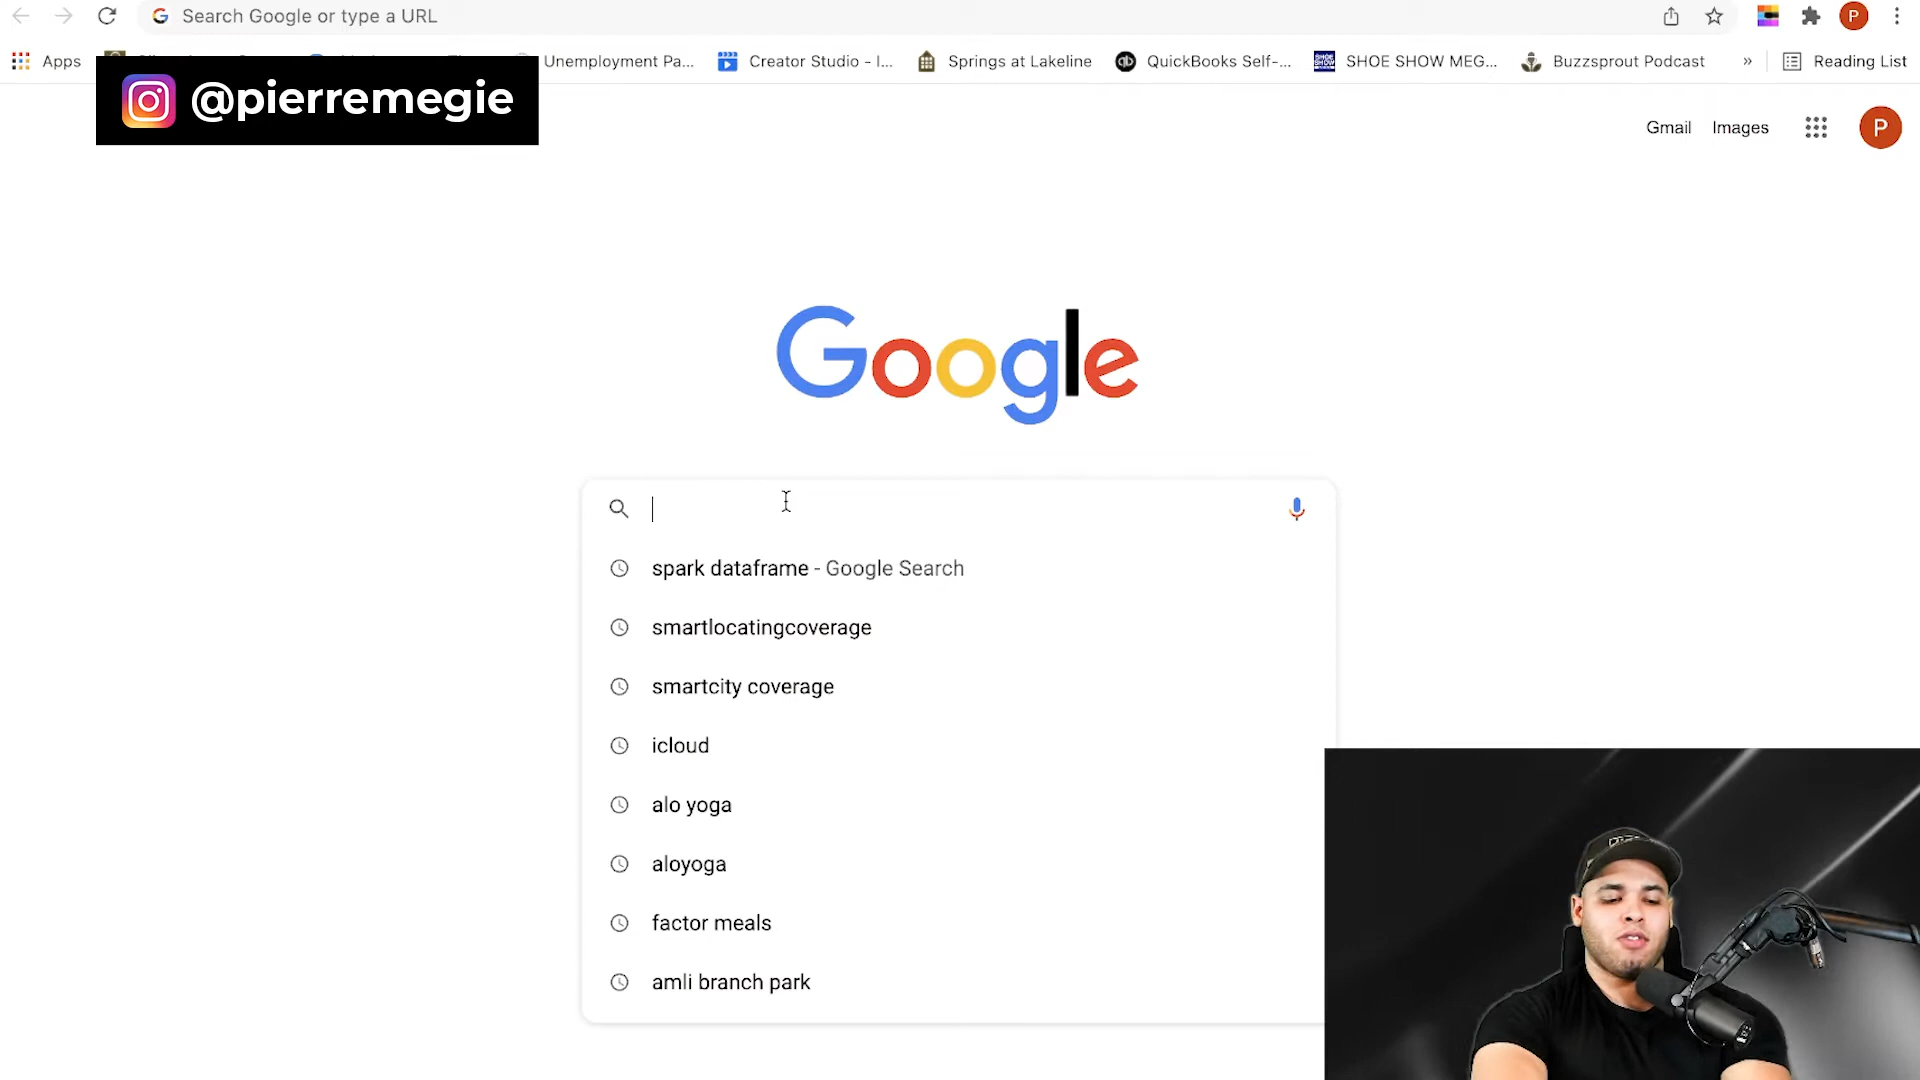 Search Google or type a URL
Apps
Unemployment Pa...
Creator Studio - I...
Springs at Lakeline
QuickBooks Self-...
SHOE SHOW MEG...
Buzzsprout Podcast
»
Reading List
@pierremegie
Gmail
Images
P
P
Google
spark dataframe - Google Search
smartlocatingcoverage
smartcity coverage
icloud
alo yoga
aloyoga
factor meals
amli branch park